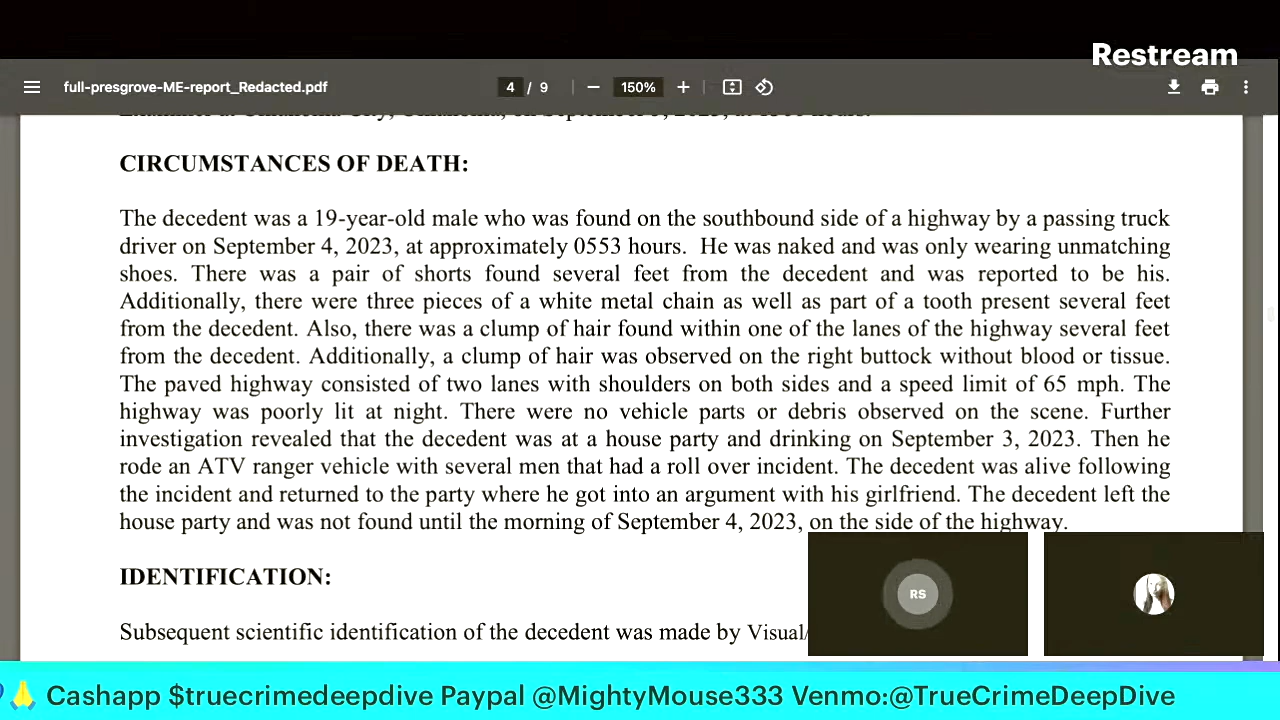 Restream
full-presgrove-ME-report_Redacted.pdf
4 / 9
150%
CIRCUMSTANCES OF DEATH:
The decedent was a 19-year-old male who was found on the southbound side of a highway by a passing truck
driver on September 4, 2023, at approximately 0553 hours. He was naked and was only wearing unmatching
shoes. There was a pair of shorts found several feet from the decedent and was reported to be his.
Additionally, there were three pieces of a white metal chain as well as part of a tooth present several feet
from the decedent. Also, there was a clump of hair found within one of the lanes of the highway several feet
from the decedent. Additionally, a clump of hair was observed on the right buttock without blood or tissue.
The paved highway consisted of two lanes with shoulders on both sides and a speed limit of 65 mph. The
highway was poorly lit at night. There were no vehicle parts or debris observed on the scene. Further
investigation revealed that the decedent was at a house party and drinking on September 3, 2023. Then he
rode an ATV ranger vehicle with several men that had a roll over incident. The decedent was alive following
the incident and returned to the party where he got into an argument with his girlfriend. The decedent left the
house party and was not found until the morning of September 4, 2023, on the side of the highway.
IDENTIFICATION:
Subsequent scientific identification of the decedent was made by Visual/
RS
🙏 Cashapp $truecrimedeepdive Paypal @MightyMouse333 Venmo:@TrueCrimeDeepDive